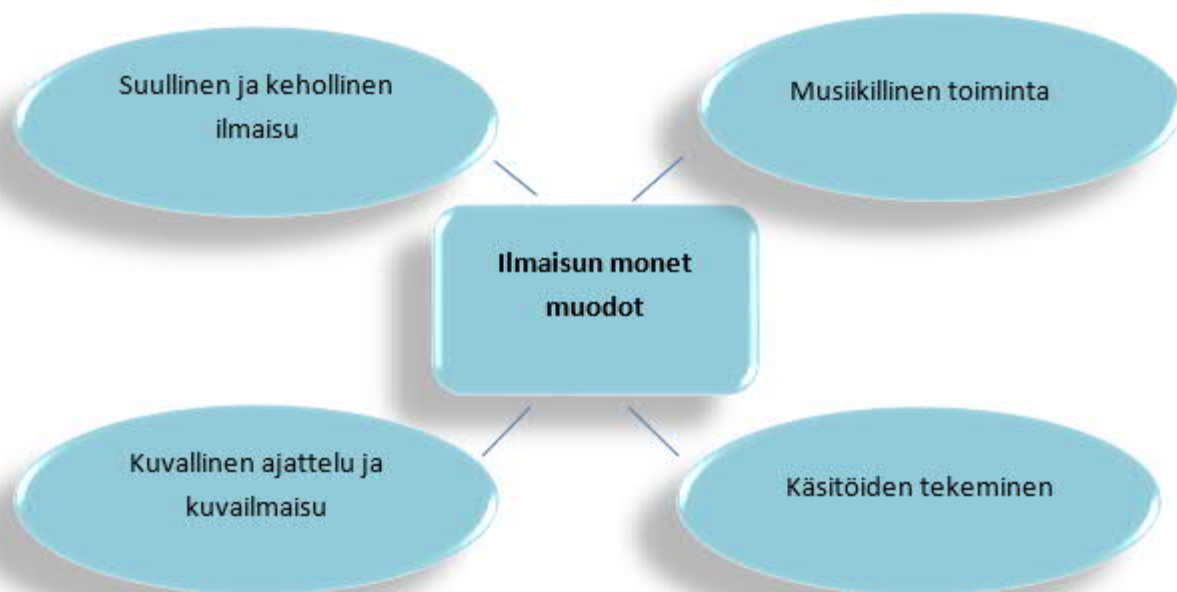 Suullinen ja kehollinen
ilmaisu
Musiikillinen toiminta
Ilmaisun monet
muodot
Kuvallinen ajattelu ja
kuvailmaisu
Käsitöiden tekeminen